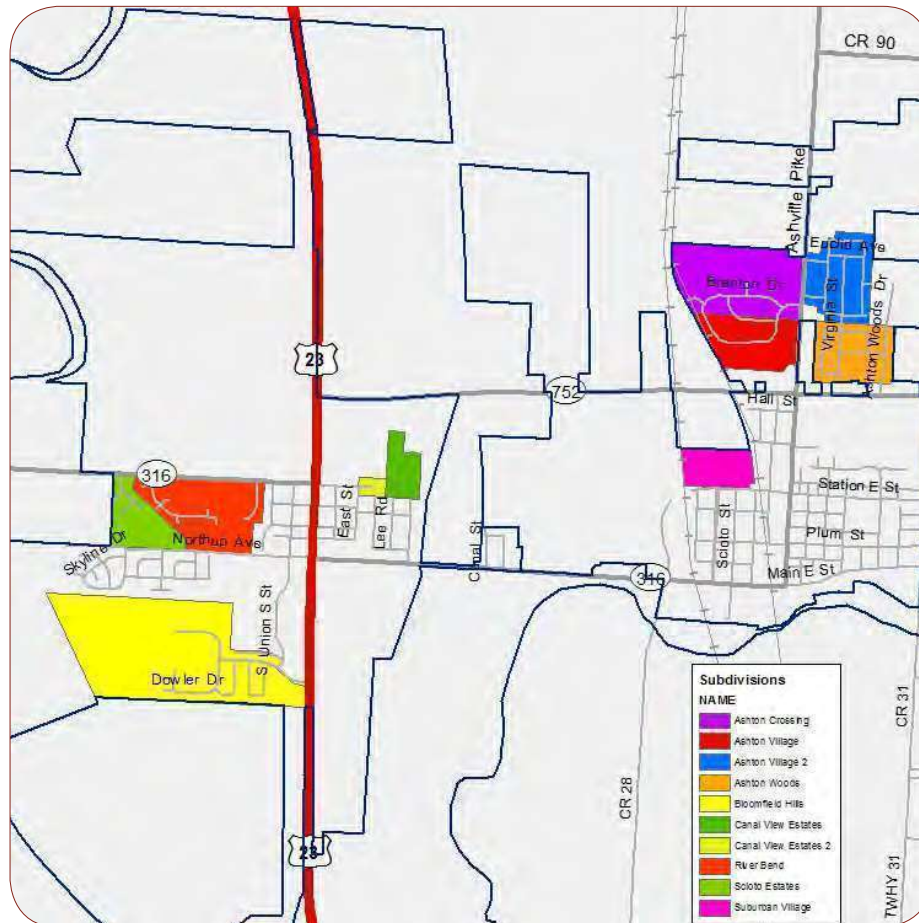 CR 90
Ashville Pike
Euclid Ave
Branton Dr
Virginia St
Ashton Woods Dr
23
752
Hall St
316
Station E St
East St
Lee Rd
Northup Ave
Scioto St
Plum St
Skyline Dr
Canal St
316
Main E St
S Union S St
Dowler Dr
CR 28
CR 31
TWHY 31
23
Subdivisions
NAME
Ashton Crossing
Ashton Village
Ashton Village 2
Ashton Woods
Bloomfield Hills
Canal View Estates
Canal View Estates 2
River Bend
Scioto Estates
Suburban Village